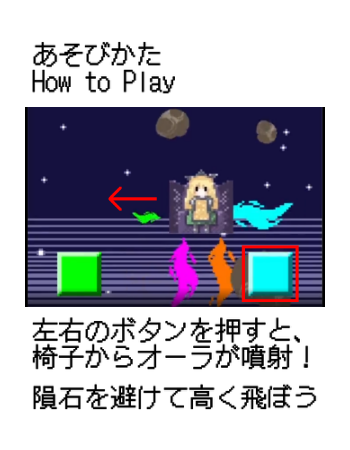 あそびかた
How to Play
左右のボタンを押すと、
椅子からオーラが噴射！
隕石を避けて高く飛ぼう